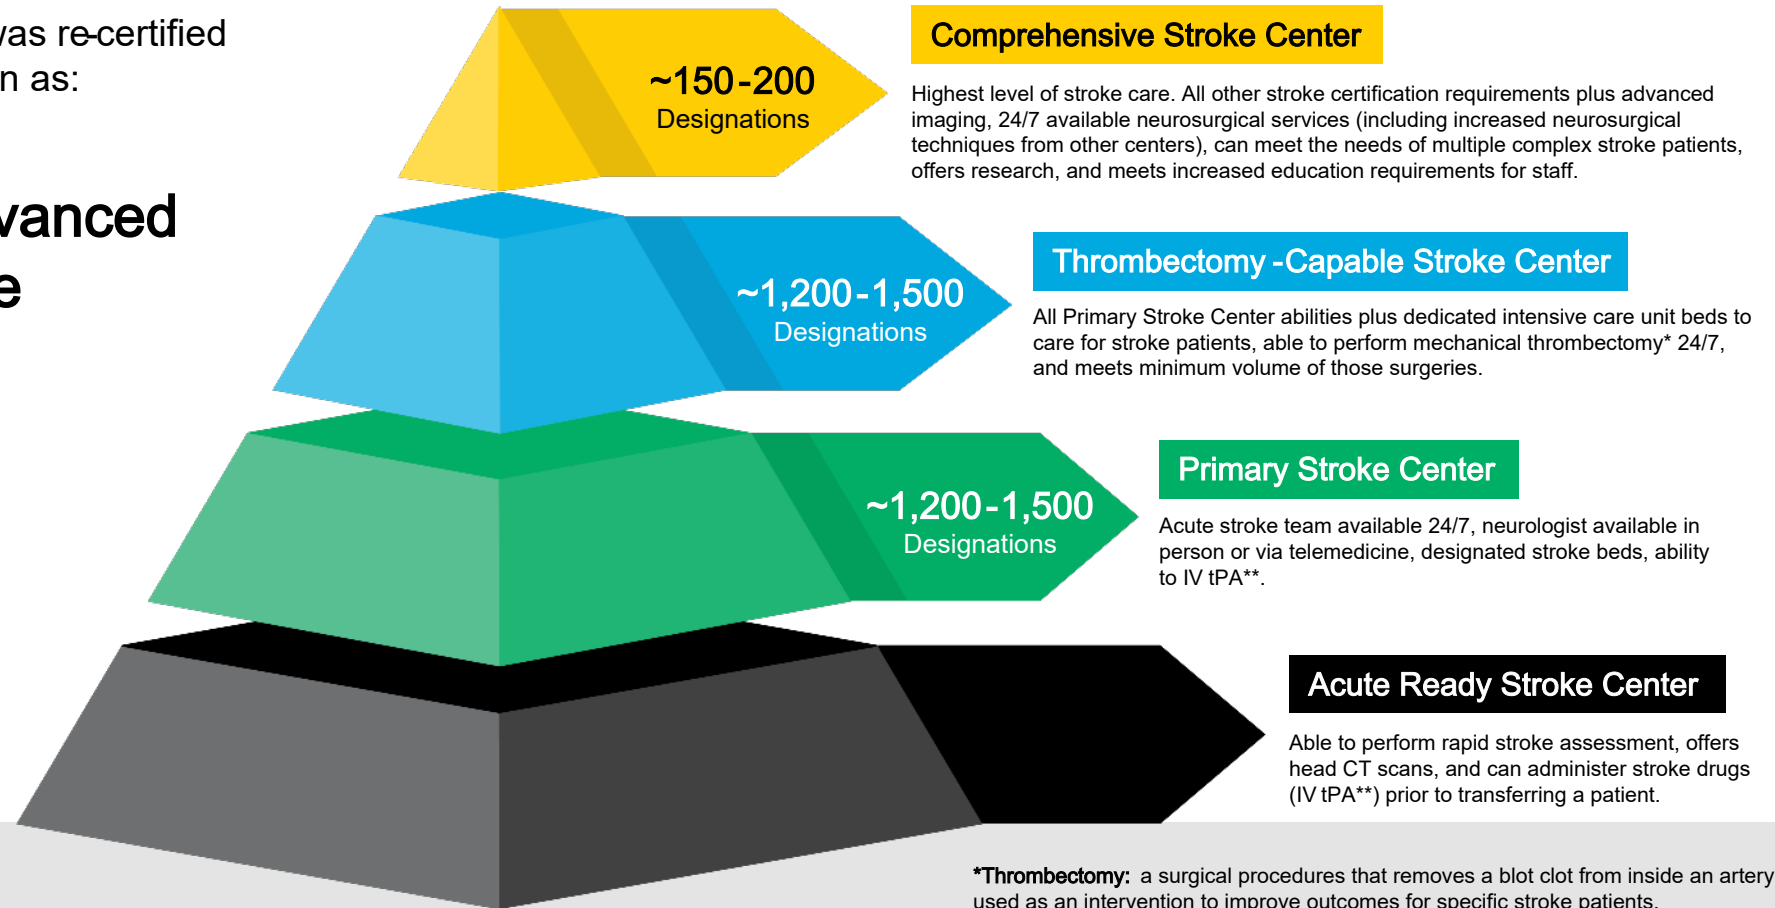 was re-certified
n as:
vanced
e
~150-200
Designations
Comprehensive Stroke Center
Highest level of stroke care. All other stroke certification requirements plus advanced
imaging, 24/7 available neurosurgical services (including increased neurosurgical
techniques from other centers), can meet the needs of multiple complex stroke patients,
offers research, and meets increased education requirements for staff.
~1,200-1,500
Designations
Thrombectomy-Capable Stroke Center
All Primary Stroke Center abilities plus dedicated intensive care unit beds to
care for stroke patients, able to perform mechanical thrombectomy* 24/7,
and meets minimum volume of those surgeries.
~1,200-1,500
Designations
Primary Stroke Center
Acute stroke team available 24/7, neurologist available in
person or via telemedicine, designated stroke beds, ability
to IV tPA**.
Acute Ready Stroke Center
Able to perform rapid stroke assessment, offers
head CT scans, and can administer stroke drugs
(IV tPA**) prior to transferring a patient.
*Thrombectomy: a surgical procedures that removes a blot clot from inside an artery
used as an intervention to improve outcomes for specific stroke patients.